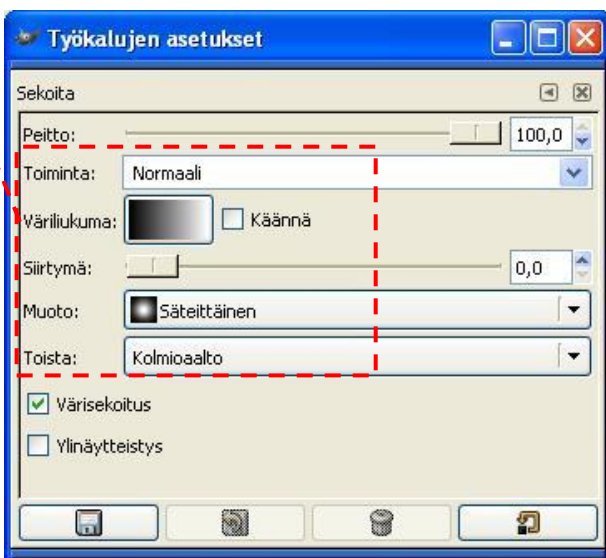 Työkalujen asetukset
Sekoita
Peitto: 100,0
Toiminta: Normaali
Väriliukuma: Käännä
Siirtymä: 0,0
Muoto: Säteittäinen
Toista: Kolmioaalto
Värisekoitus
Ylinäytteistys